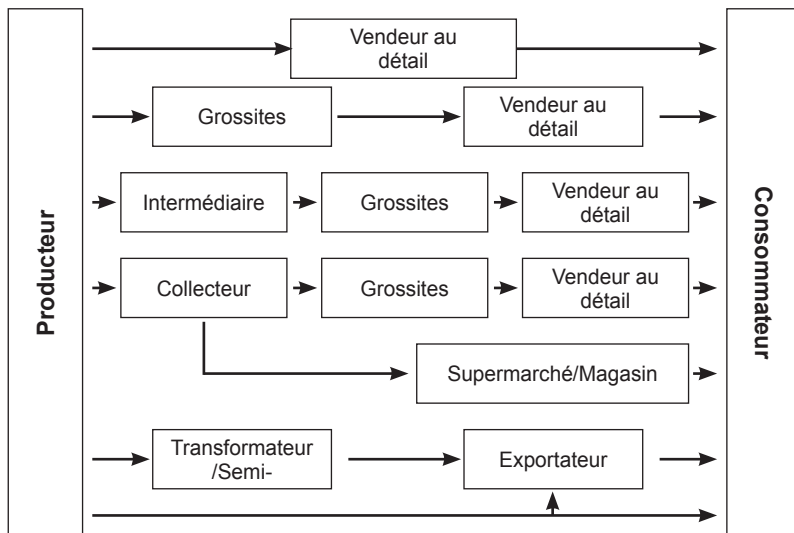 Vendeur au
détail
Grossites
Vendeur au
détail
Intermédiaire
Grossites
Vendeur au
détail
Collecteur
Grossites
Vendeur au
détail
Supermarché/Magasin
Transformateur
/Semi-
Exportateur
Producteur
Consommateur